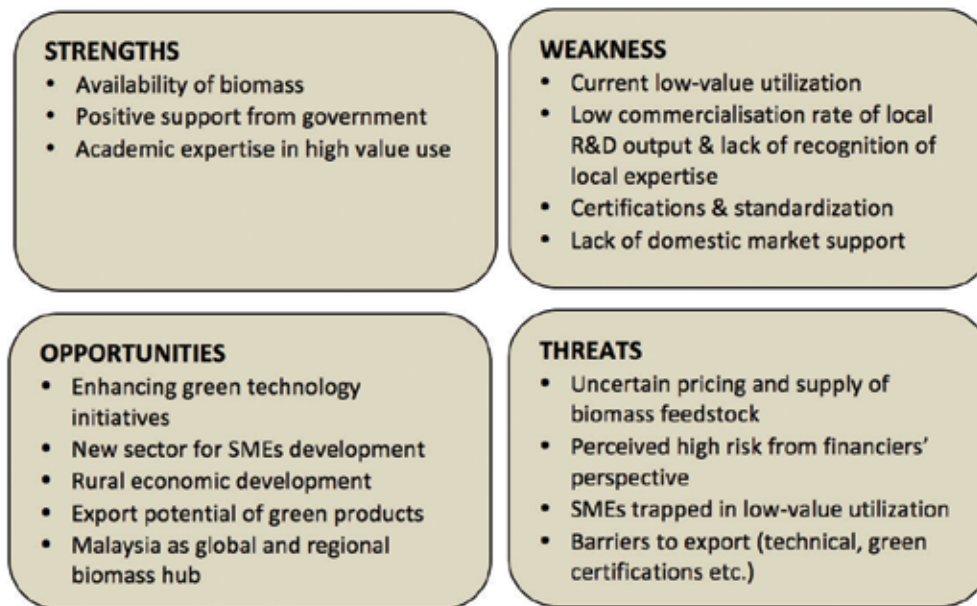 STRENGTHS
• Availability of biomass
• Positive support from government
• Academic expertise in high value use
WEAKNESS
• Current low-value utilization
• Low commercialisation rate of local
R&D output & lack of recognition of
local expertise
• Certifications & standardization
• Lack of domestic market support
OPPORTUNITIES
• Enhancing green technology
initiatives
• New sector for SMEs development
• Rural economic development
• Export potential of green products
• Malaysia as global and regional
biomass hub
THREATS
• Uncertain pricing and supply of
biomass feedstock
• Perceived high risk from financiers'
perspective
• SMEs trapped in low-value utilization
• Barriers to export (technical, green
certifications etc.)